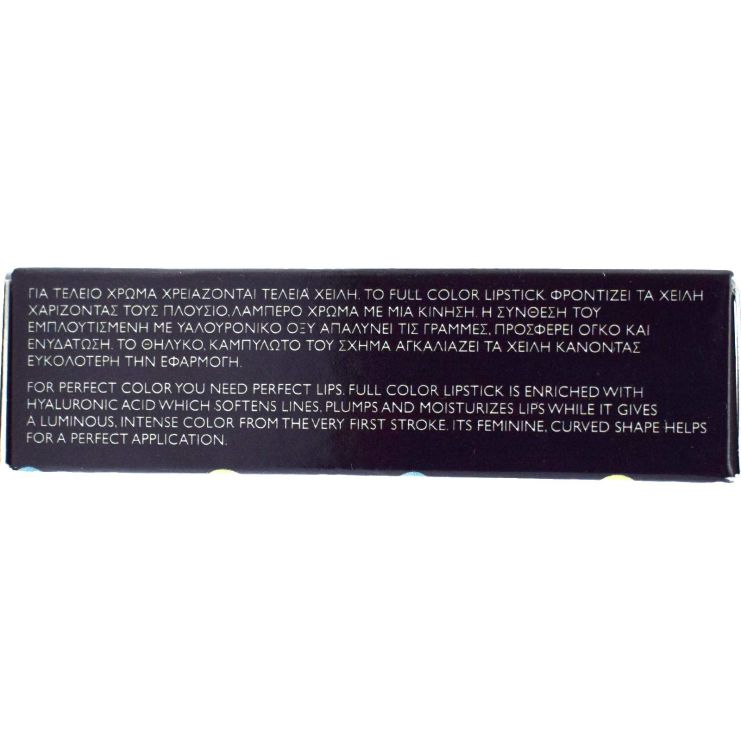 ΓΙΑ ΤΕΛΕΙΟ ΧΡΩΜΑ ΧΡΕΙΑΖΟΝΤΑΙ ΤΕΛΕΙΑ ΧΕΙΛΗ. ΤΟ FULL COLOR LIPSTICK ΦΡΟΝΤΙΖΕΙ ΤΑ ΧΕΙΛΗ
ΧΑΡΙΖΟΝΤΑΣ ΤΟΥΣ ΠΛΟΥΣΙΟ, ΛΑΜΠΕΡΟ ΧΡΩΜΑ ΜΕ ΜΙΑ ΚΙΝΗΣΗ. Η ΣΥΝΘΕΣΗ ΤΟΥ
ΕΜΠΛΟΥΤΙΣΜΕΝΗ ΜΕ ΥΑΛΟΥΡΟΝΙΚΟ ΟΞΥ ΑΠΑΛΥΝΕΙ ΤΙΣ ΓΡΑΜΜΕΣ, ΠΡΟΣΦΕΡΕΙ ΟΓΚΟ ΚΑΙ
ΕΝΥΔΑΤΩΣΗ. ΤΟ ΘΗΛΥΚΟ, ΚΑΜΠΥΛΩΤΟ ΤΟΥ ΣΧΗΜΑ ΑΓΚΑΛΙΑΖΕΙ ΤΑ ΧΕΙΛΗ ΚΑΝΟΝΤΑΣ
ΕΥΚΟΛΟΤΕΡΗ ΤΗΝ ΕΦΑΡΜΟΓΗ.
FOR PERFECT COLOR YOU NEED PERFECT LIPS. FULL COLOR LIPSTICK IS ENRICHED WITH
HYALURONIC ACID WHICH SOFTENS LINES, PLUMPS AND MOISTURIZES LIPS WHILE IT GIVES
A LUMINOUS, INTENSE COLOR FROM THE VERY FIRST STROKE. ITS FEMININE, CURVED SHAPE HELPS
FOR A PERFECT APPLICATION.